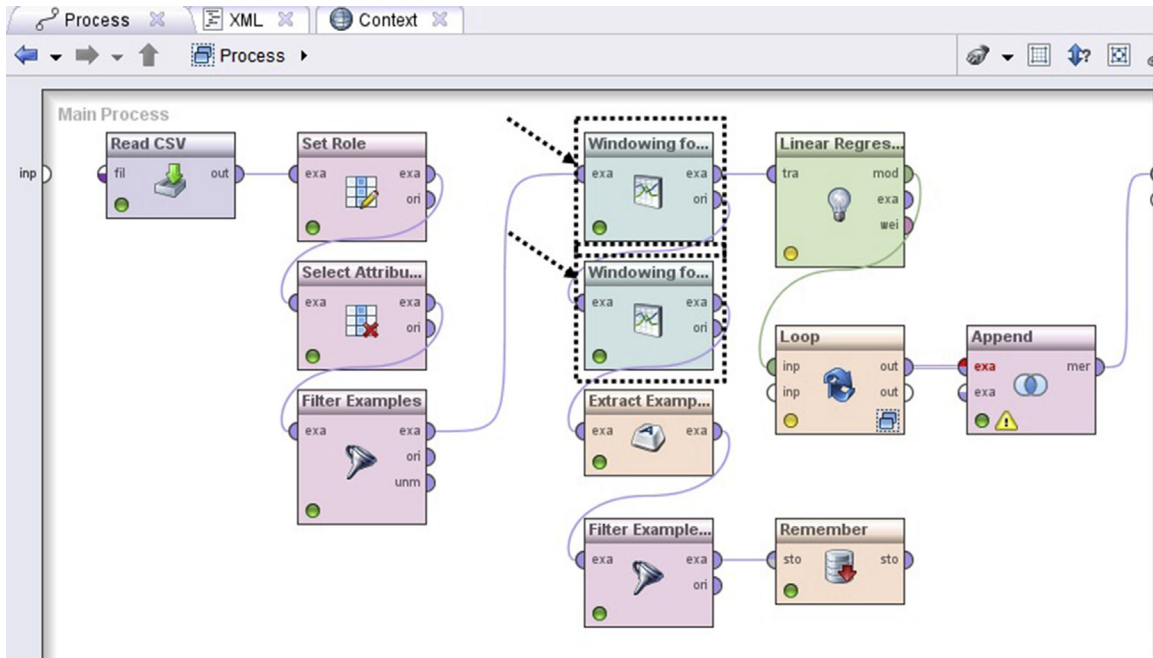 Process
XML
Context
Process
Main Process
inp
Read CSV
fil out
Set Role
exa exa
ori
Select Attribu...
exa exa
ori
Filter Examples
exa exa
ori
unm
Windowing fo...
exa exa
ori
Windowing fo...
exa exa
ori
Extract Examp...
exa exa
Filter Example...
exa exa
ori
Linear Regres...
tra mod
exa
wei
Loop
inp out
inp out
Append
exa mer
exa
Remember
sto sto